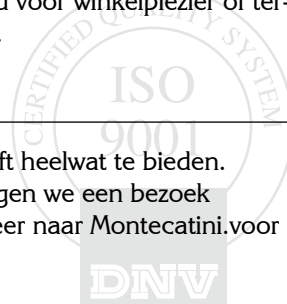 voor winkelplezier of ter-
CERTIFIED QUALITY SYSTEM
ISO
9001
ft heelwat te bieden.
gen we een bezoek
eer naar Montecatini.voor
DNV